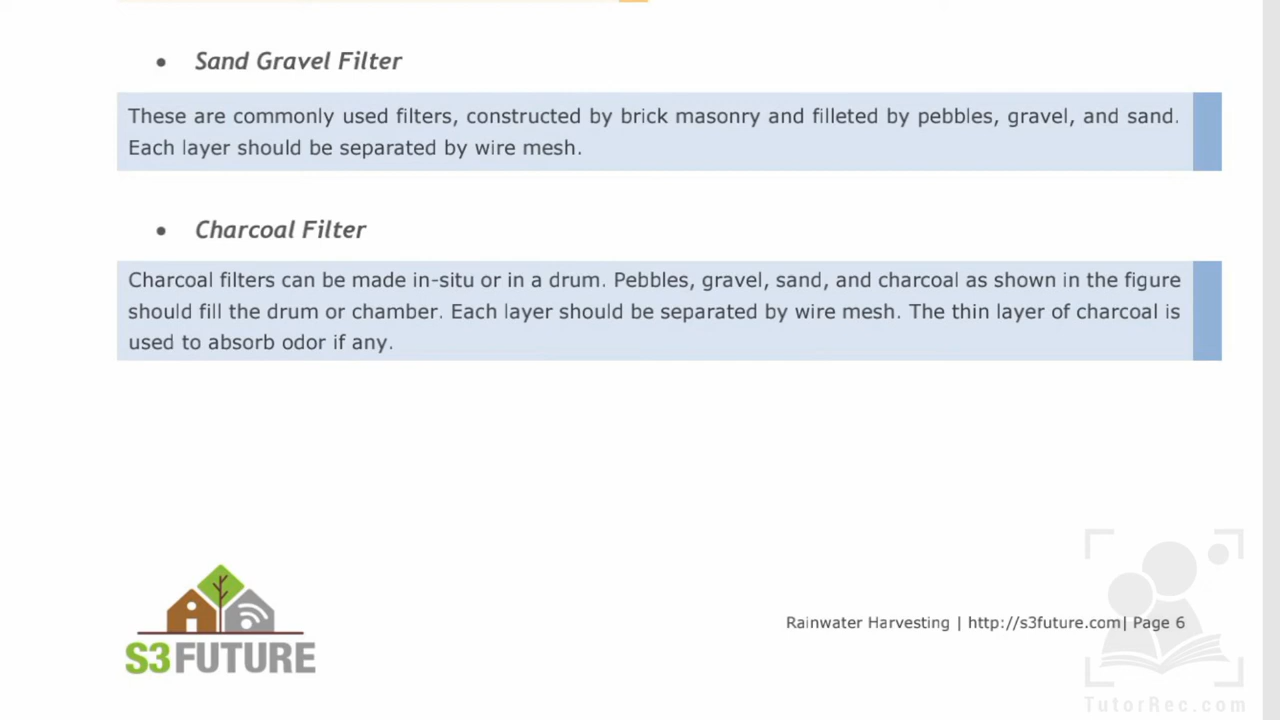 • Sand Gravel Filter
These are commonly used filters, constructed by brick masonry and filleted by pebbles, gravel, and sand.
Each layer should be separated by wire mesh.
• Charcoal Filter
Charcoal filters can be made in-situ or in a drum. Pebbles, gravel, sand, and charcoal as shown in the figure
should fill the drum or chamber. Each layer should be separated by wire mesh. The thin layer of charcoal is
used to absorb odor if any.
Rainwater Harvesting | http://s3future.com| Page 6
S3FUTURE
TutorRec.com